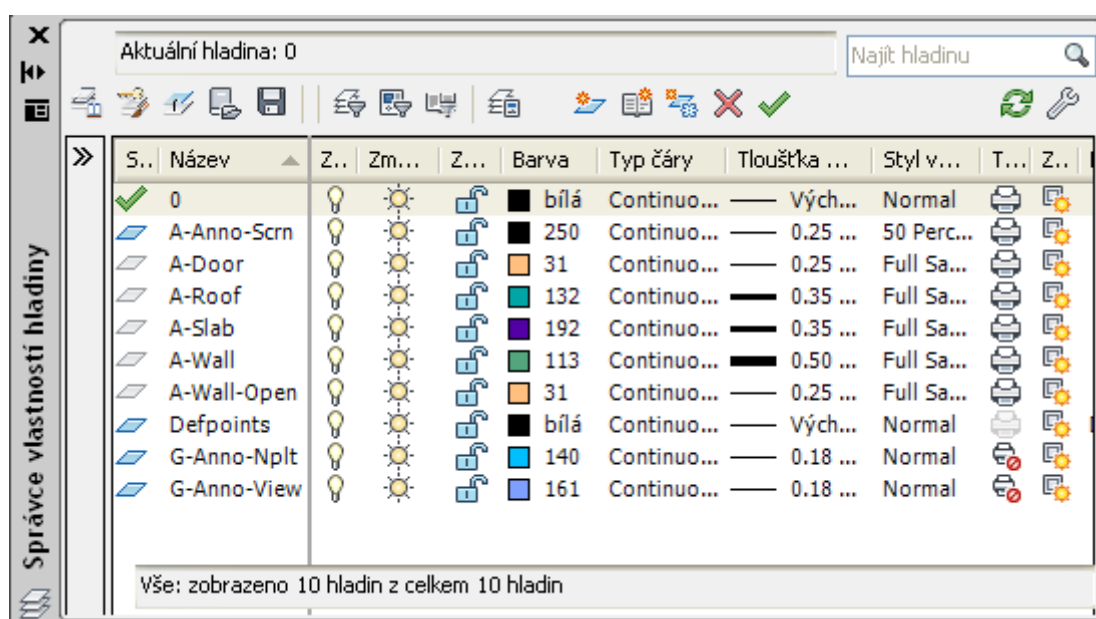 Aktuální hladina: 0
Najít hladinu
S.. Název Z.. Zm... Z... Barva Typ čáry Tloušťka ... Styl v... T... Z..
0 bílá Continuo... Vých... Normal
A-Anno-Scrn 250 Continuo... 0.25 ... 50 Perc...
A-Door 31 Continuo... 0.25 ... Full Sa...
A-Roof 132 Continuo... 0.35 ... Full Sa...
A-Slab 192 Continuo... 0.35 ... Full Sa...
A-Wall 113 Continuo... 0.50 ... Full Sa...
A-Wall-Open 31 Continuo... 0.25 ... Full Sa...
Defpoints bílá Continuo... Vých... Normal
G-Anno-Nplt 140 Continuo... 0.18 ... Normal
G-Anno-View 161 Continuo... 0.18 ... Normal
Vše: zobrazeno 10 hladin z celkem 10 hladin
Správce vlastností hladiny